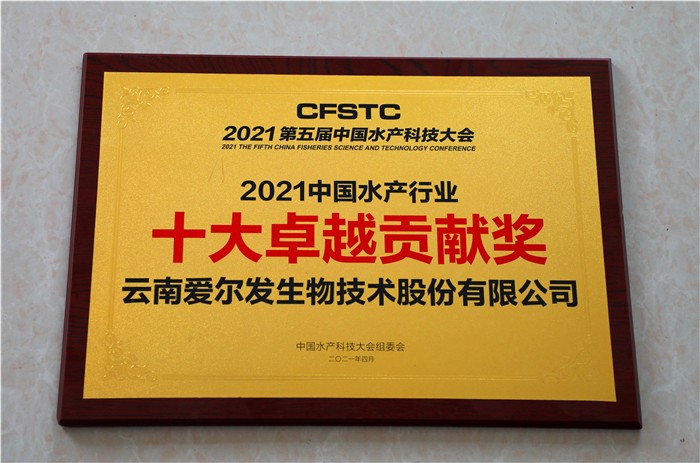 CFSTC
2021第五届中国水产科技大会
2021 THE FIFTH CHINA FISHERIES SCIENCE AND TECHNOLOGY CONFERENCE
2021中国水产行业
十大卓越贡献奖
云南爱尔发生物技术股份有限公司
中国水产科技大会组委会
二〇二一年四月